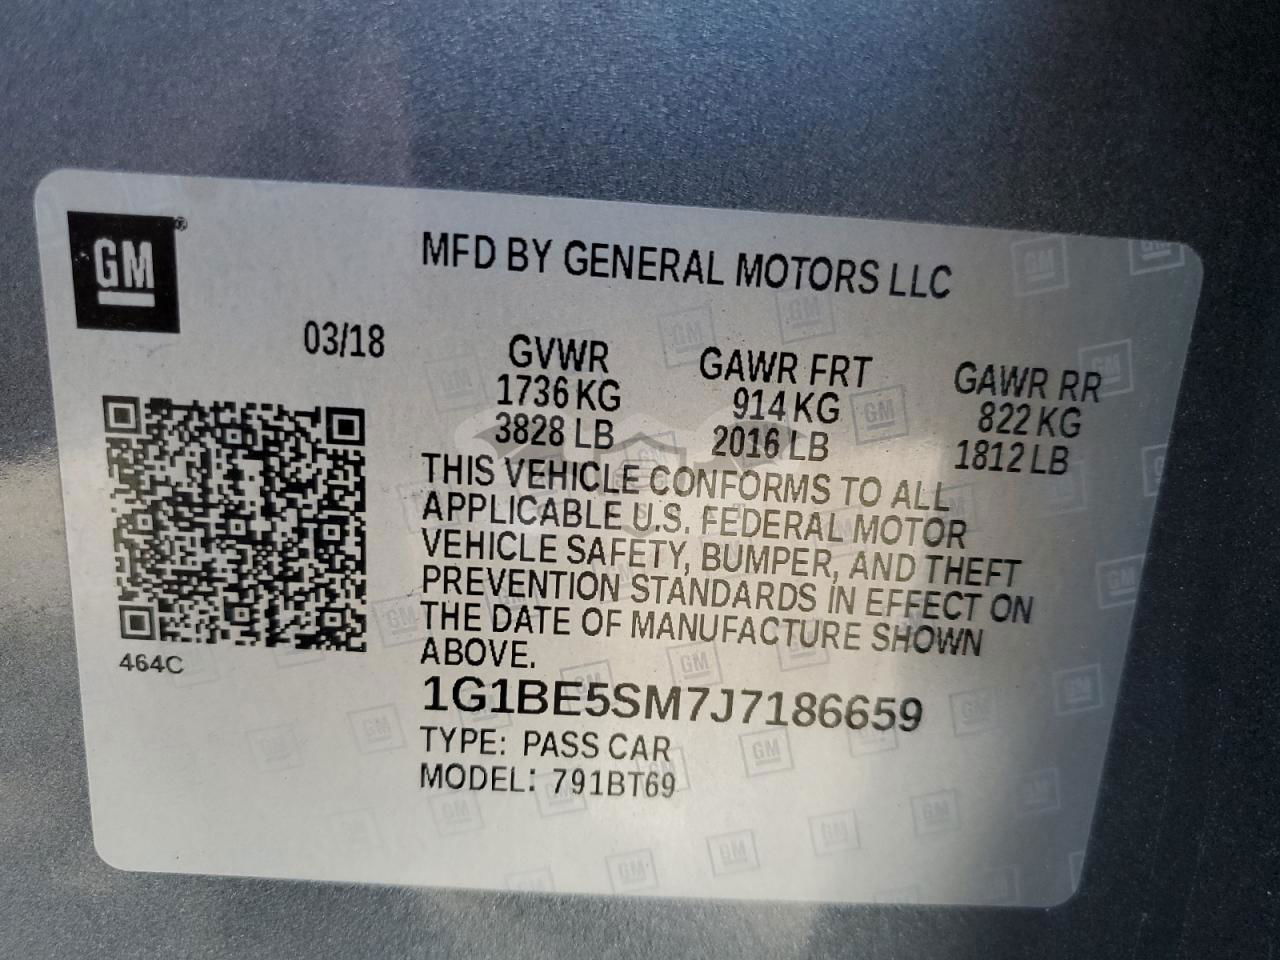 GM®
MFD BY GENERAL MOTORS LLC
03/18
GVWR GAWR FRT GAWR RR
1736 KG 914 KG 822 KG
3828 LB 2016 LB 1812 LB
THIS VEHICLE CONFORMS TO ALL
APPLICABLE U.S. FEDERAL MOTOR
VEHICLE SAFETY, BUMPER, AND THEFT
PREVENTION STANDARDS IN EFFECT ON
THE DATE OF MANUFACTURE SHOWN
ABOVE.
464C
1G1BE5SM7J7186659
TYPE: PASS CAR
MODEL: 791BT69